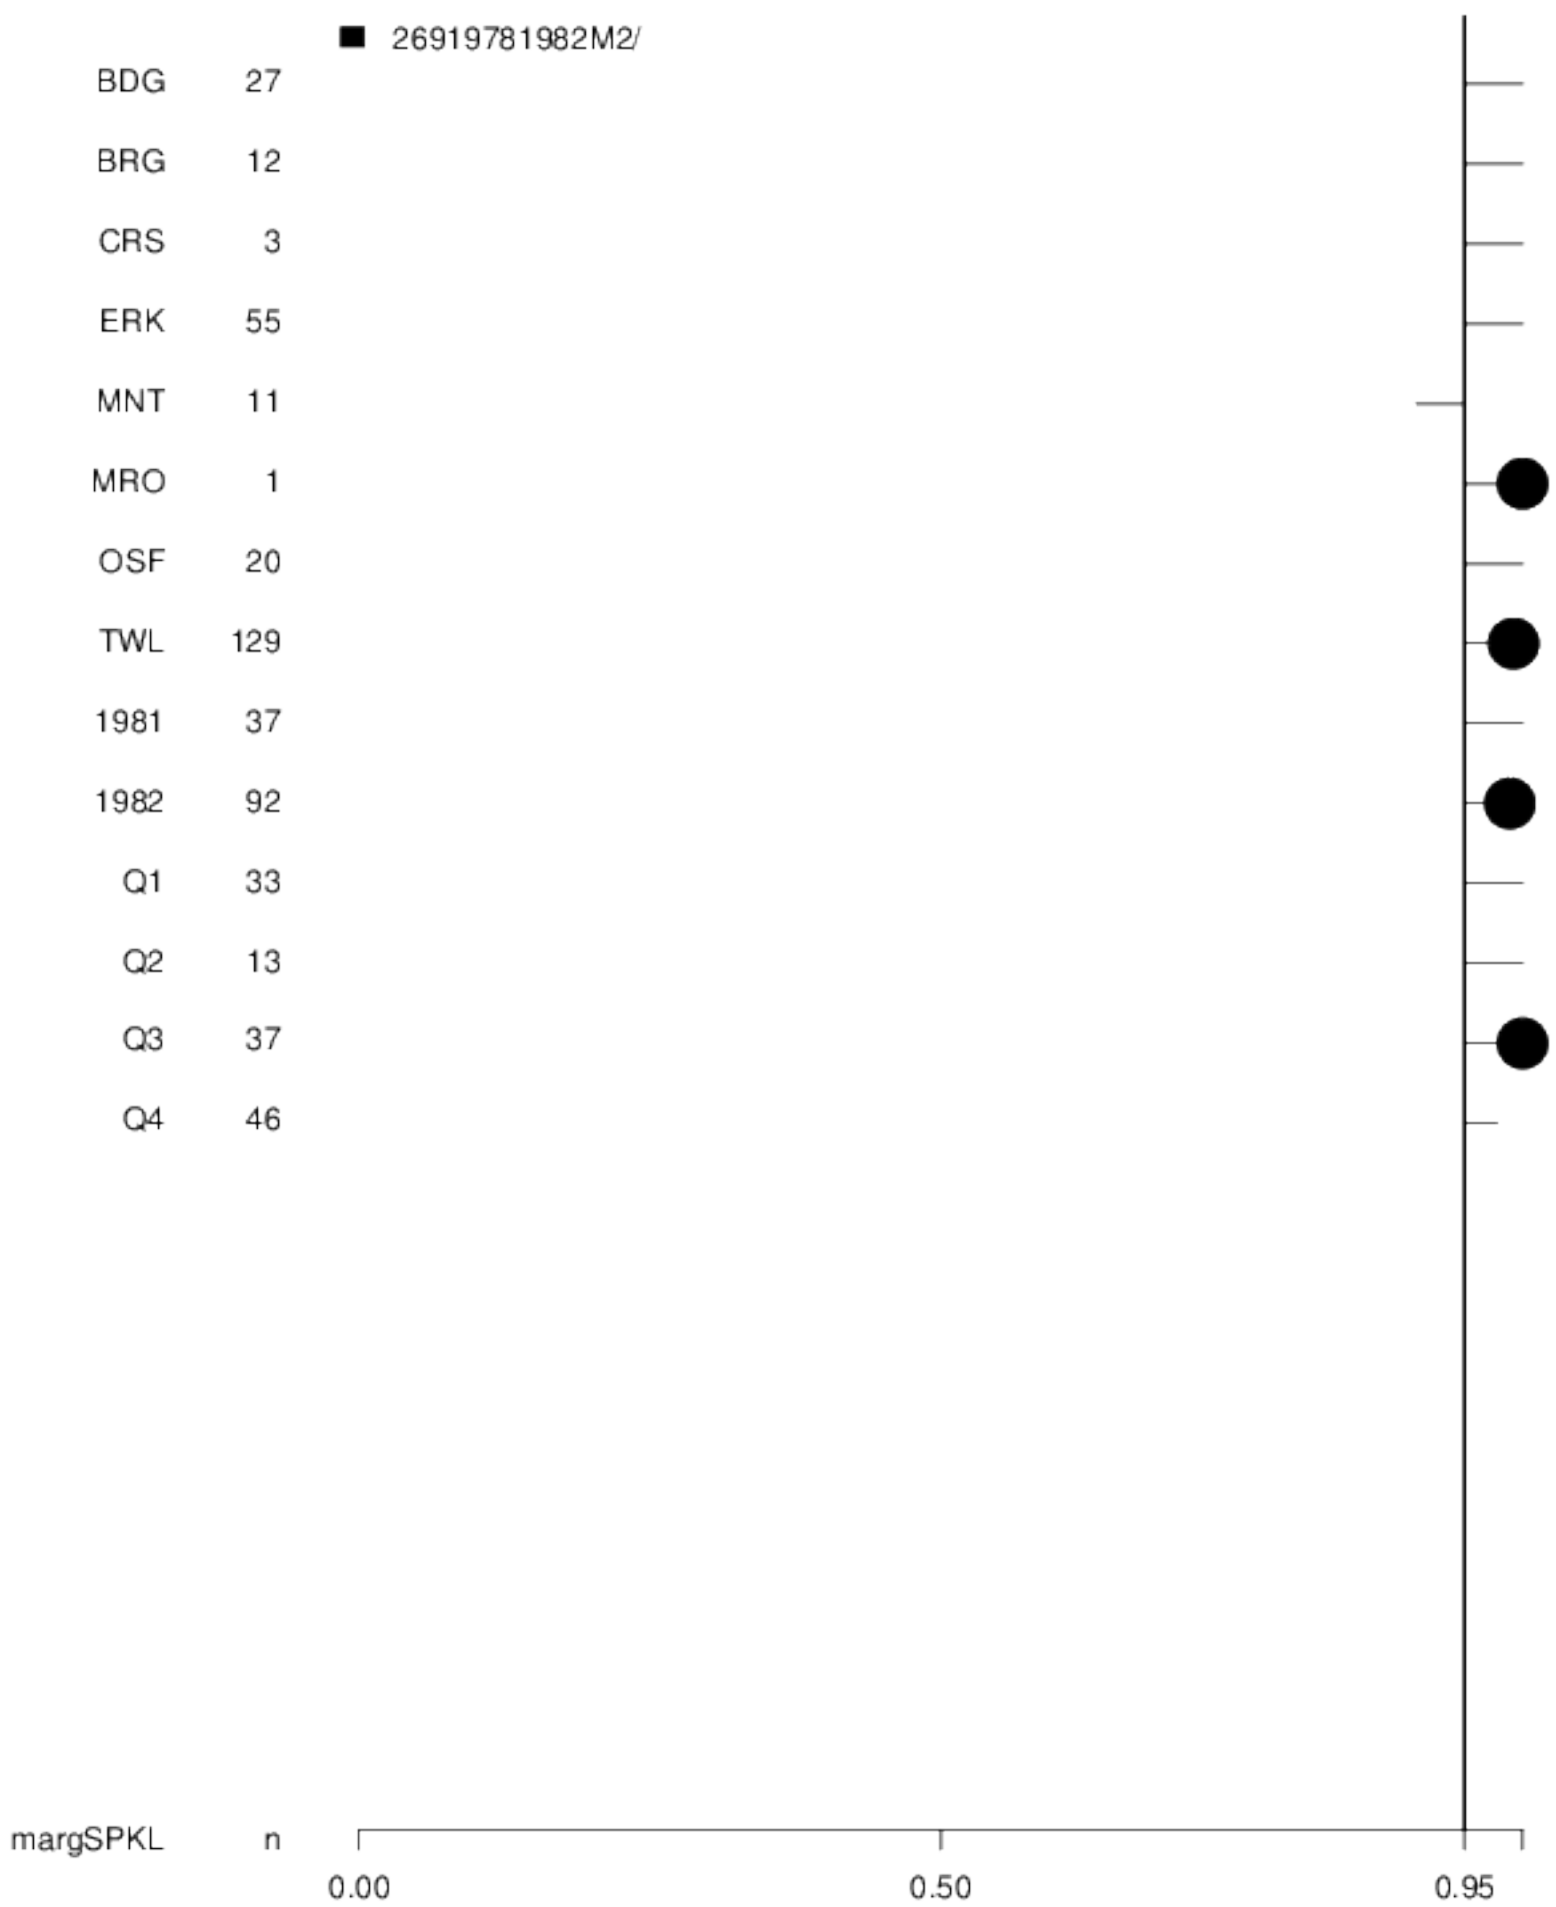 26919781982M2/
BDG 27
BRG 12
CRS 3
ERK 55
MNT 11
MRO 1
OSF 20
TWL 129
1981 37
1982 92
Q1 33
Q2 13
Q3 37
Q4 46
margSPKL n
0.00 0.50 0.95